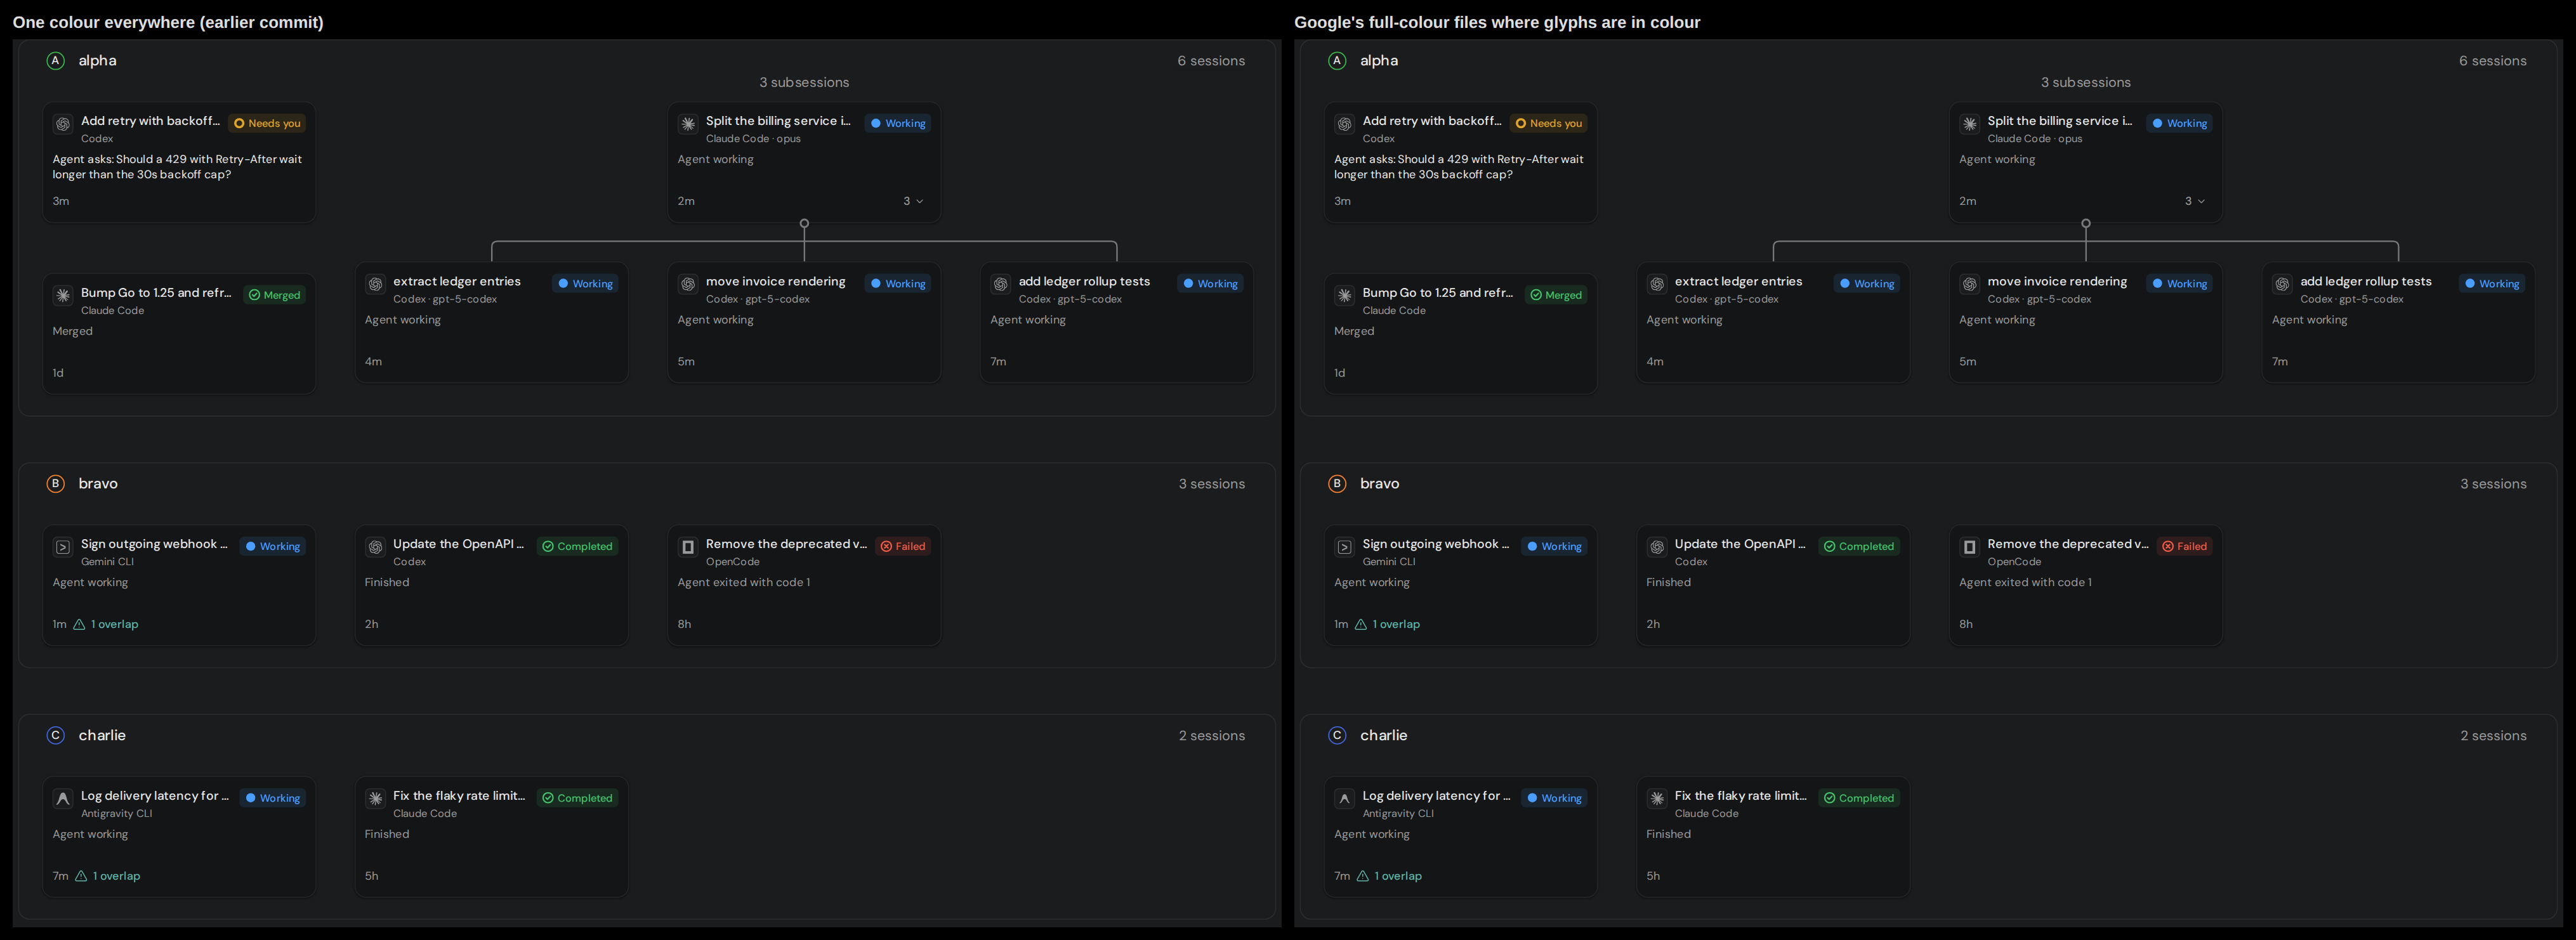 One colour everywhere (earlier commit)
A alpha
6 sessions
3 subsessions
Add retry with backoff...
Needs you
Codex
Agent asks: Should a 429 with Retry-After wait
longer than the 30s backoff cap?
3m
Split the billing service i...
Working
Claude Code · opus
Agent working
2m
3
Bump Go to 1.25 and refr...
Merged
Claude Code
Merged
1d
extract ledger entries
Working
Codex · gpt-5-codex
Agent working
4m
move invoice rendering
Working
Codex · gpt-5-codex
Agent working
5m
add ledger rollup tests
Working
Codex · gpt-5-codex
Agent working
7m
B bravo
3 sessions
Sign outgoing webhook ...
Working
Gemini CLI
Agent working
1m 1 overlap
Update the OpenAPI ...
Completed
Codex
Finished
2h
Remove the deprecated v...
Failed
OpenCode
Agent exited with code 1
8h
C charlie
2 sessions
Log delivery latency for ...
Working
Antigravity CLI
Agent working
7m 1 overlap
Fix the flaky rate limit...
Completed
Claude Code
Finished
5h
Google's full-colour files where glyphs are in colour
A alpha
6 sessions
3 subsessions
Add retry with backoff...
Needs you
Codex
Agent asks: Should a 429 with Retry-After wait
longer than the 30s backoff cap?
3m
Split the billing service i...
Working
Claude Code · opus
Agent working
2m
3
Bump Go to 1.25 and refr...
Merged
Claude Code
Merged
1d
extract ledger entries
Working
Codex · gpt-5-codex
Agent working
4m
move invoice rendering
Working
Codex · gpt-5-codex
Agent working
5m
add ledger rollup tests
Working
Codex · gpt-5-codex
Agent working
7m
B bravo
3 sessions
Sign outgoing webhook ...
Working
Gemini CLI
Agent working
1m 1 overlap
Update the OpenAPI ...
Completed
Codex
Finished
2h
Remove the deprecated v...
Failed
OpenCode
Agent exited with code 1
8h
C charlie
2 sessions
Log delivery latency for ...
Working
Antigravity CLI
Agent working
7m 1 overlap
Fix the flaky rate limit...
Completed
Claude Code
Finished
5h